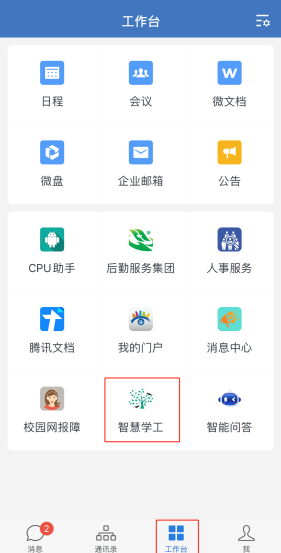 工作台
日程
会议
W
微文档
微盘
企业邮箱
公告
CPU助手
后勤服务集团
人事服务
腾讯文档
我的门户
消息中心
校园网报障
智慧学工
智能问答
2
消息
通讯录
工作台
我